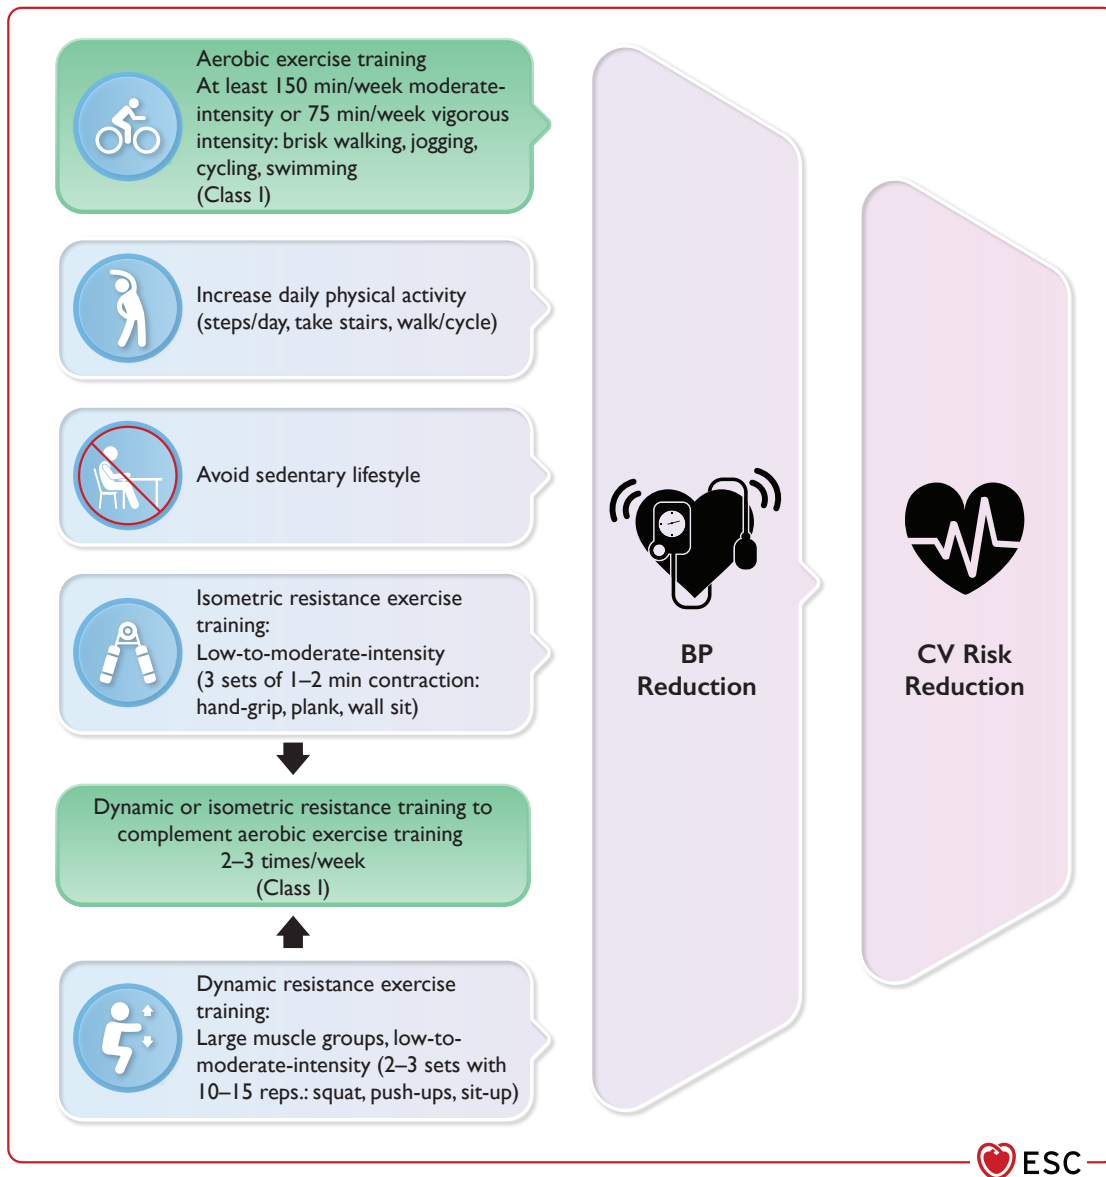 Aerobic exercise training
At least 150 min/week moderate-
intensity or 75 min/week vigorous
intensity: brisk walking, jogging,
cycling, swimming
(Class I)
Increase daily physical activity
(steps/day, take stairs, walk/cycle)
Avoid sedentary lifestyle
Isometric resistance exercise
training:
Low-to-moderate-intensity
(3 sets of 1–2 min contraction:
hand-grip, plank, wall sit)
Dynamic or isometric resistance training to
complement aerobic exercise training
2–3 times/week
(Class I)
Dynamic resistance exercise
training:
Large muscle groups, low-to-
moderate-intensity (2–3 sets with
10–15 reps.: squat, push-ups, sit-up)
BP
Reduction
CV Risk
Reduction
ESC